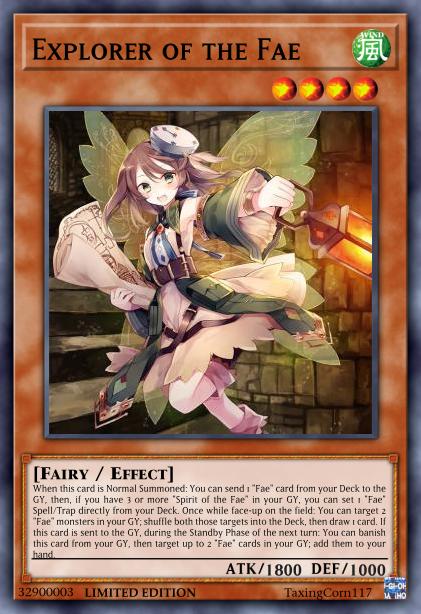 Explorer of the Fae
WIND
風
[Fairy / Effect]
When this card is Normal Summoned: You can send 1 "Fae" card from your Deck to the
GY, then, if you have 3 or more "Spirit of the Fae" in your GY, you can set 1 "Fae"
Spell/Trap directly from your Deck. Once while face-up on the field: You can target 2
"Fae" monsters in your GY; shuffle both those targets into the Deck, then draw 1 card. If
this card is sent to the GY, during the Standby Phase of the next turn: You can banish
this card from your GY, then target up to 2 "Fae" cards in your GY; add them to your
hand.
ATK/1800 DEF/1000
32900003 LIMITED EDITION TaxingCorn117